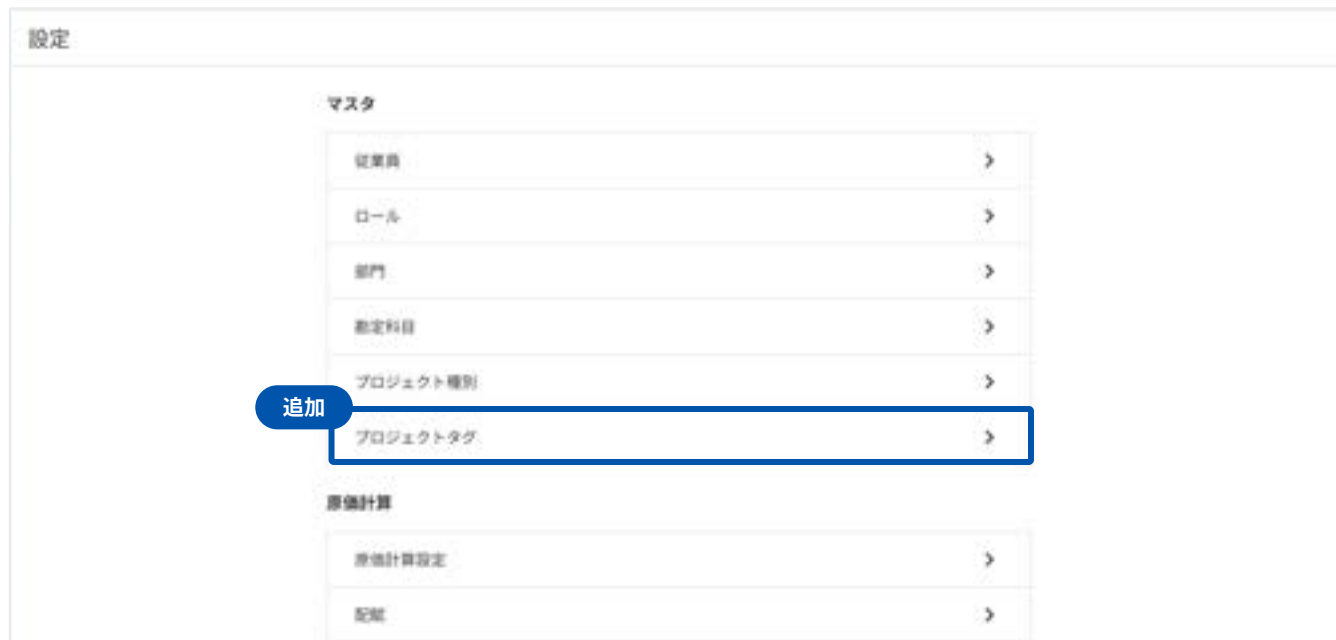 設定
マスタ
従業員
ロール
部門
勘定科目
プロジェクト種別
追加
プロジェクトタグ
原価計算
原価計算設定
配賦